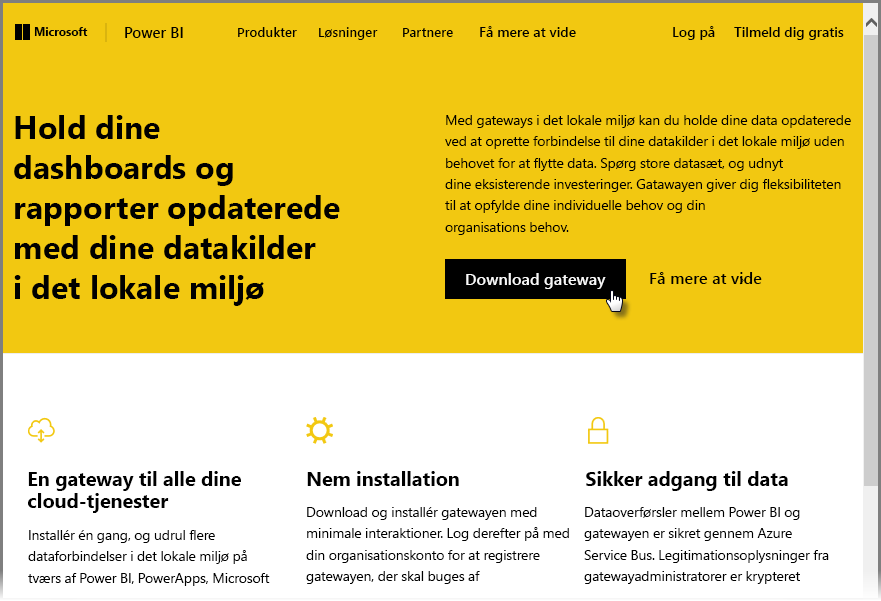 Microsoft Power BI Produkter Løsninger Partnere Få mere at vide Log på Tilmeld dig gratis
Hold dine
dashboards og
rapporter opdaterede
med dine datakilder
i det lokale miljø
Med gateways i det lokale miljø kan du holde dine data opdaterede
ved at oprette forbindelse til dine datakilder i det lokale miljø uden
behovet for at flytte data. Spørg store datasæt, og udnyt
dine eksisterende investeringer. Gatawayen giver dig fleksibiliteten
til at opfylde dine individuelle behov og din
organisations behov.
Download gateway Få mere at vide
En gateway til alle dine
cloud-tjenester
Installér én gang, og udrul flere
dataforbindelser i det lokale miljø på
tværs af Power BI, PowerApps, Microsoft
Nem installation
Download og installér gatewayen med
minimale interaktioner. Log derefter på med
din organisationskonto for at registrere
gatewayen, der skal buges af
Sikker adgang til data
Dataoverførsler mellem Power BI og
gatewayen er sikret gennem Azure
Service Bus. Legitimationsoplysninger fra
gatewayadministratorer er krypteret